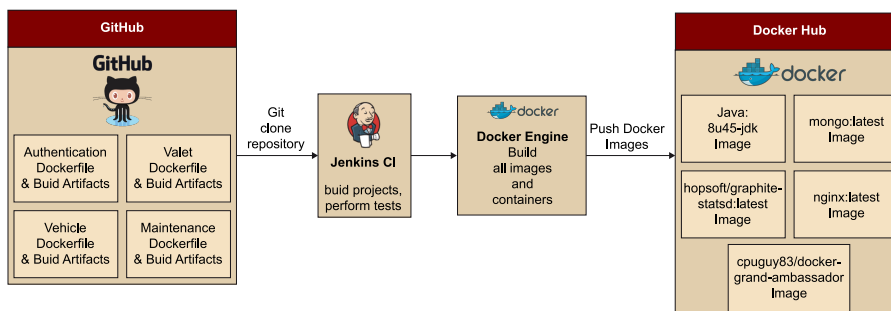 GitHub
GitHub
Authentication
Dockerfile
& Buid Artifacts
Valet
Dockerfile
& Buid Artifacts
Vehicle
Dockerfile
& Buid Artifacts
Maintenance
Dockerfile
& Buid Artifacts
Git
clone
repository
Jenkins CI
buid projects,
perform tests
docker
Docker Engine
Build
all images
and
containers
Push Docker
Images
Docker Hub
docker
Java:
8u45-jdk
Image
mongo:latest
Image
hopsoft/graphite-
statsd:latest
Image
nginx:latest
Image
cpuguy83/docker-
grand-ambassador
Image